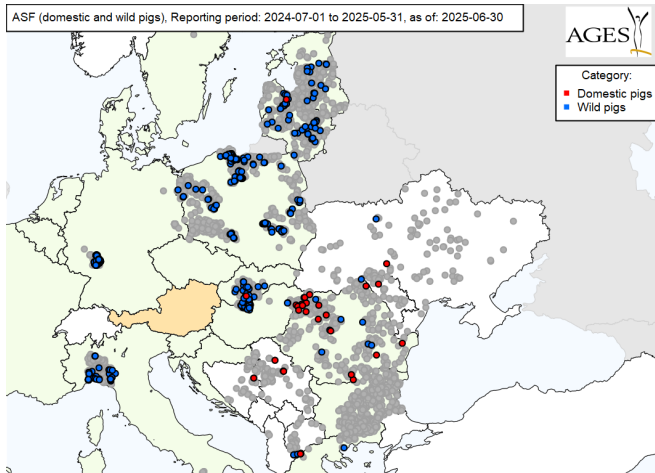 ASF (domestic and wild pigs), Reporting period: 2024-07-01 to 2025-05-31, as of: 2025-06-30
AGES
Category:
Domestic pigs
Wild pigs